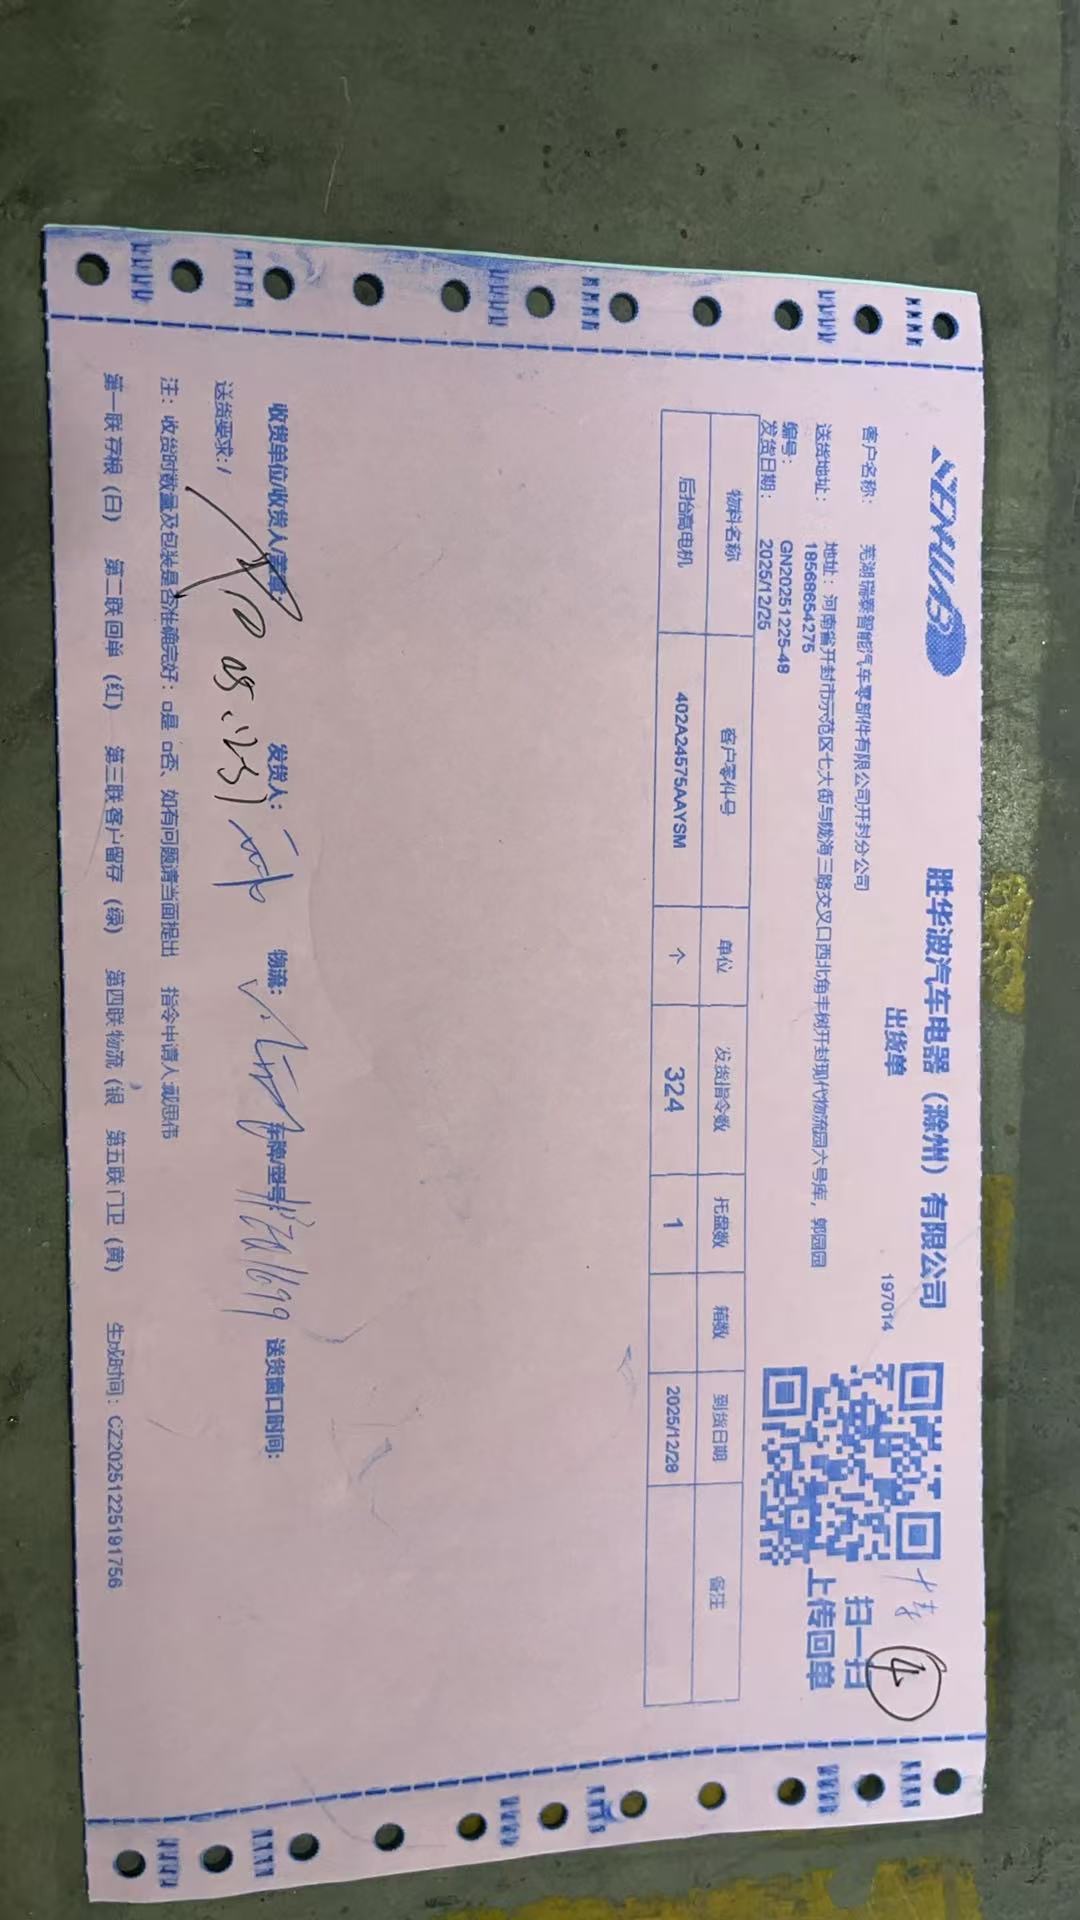 SENWB
胜华波汽车电器（滁州）有限公司
出货单
197014
扫一扫
上传回单
4
客户名称： 芜湖瑞泰智能汽车零部件有限公司开封分公司
送货地址： 地址：河南省开封市示范区七大街与陇海三路交叉口西北角丰树开封现代物流园六号库，郭园园
18568654275
编号： GN20251225-48
发货日期： 2025/12/25
物料名称 客户零件号 单位 发货指令数 托盘数 箱数 到货日期 备注
后抬高电机 402A24575AAYSM 个 324 1 2025/12/28
收货单位/收货人/盖章： 发货人： 物流： 车牌/型号 送货窗口时间：
送货要求：/
注：收货时数量及包装是否准确完好：□是 □否、如有问题请当面提出 指令申请人:戴思伟
第一联存根（白） 第二联回单（红） 第三联客户留存（绿） 第四联物流（银 第五联门卫（黄） 生成时间：CZ20251225191756